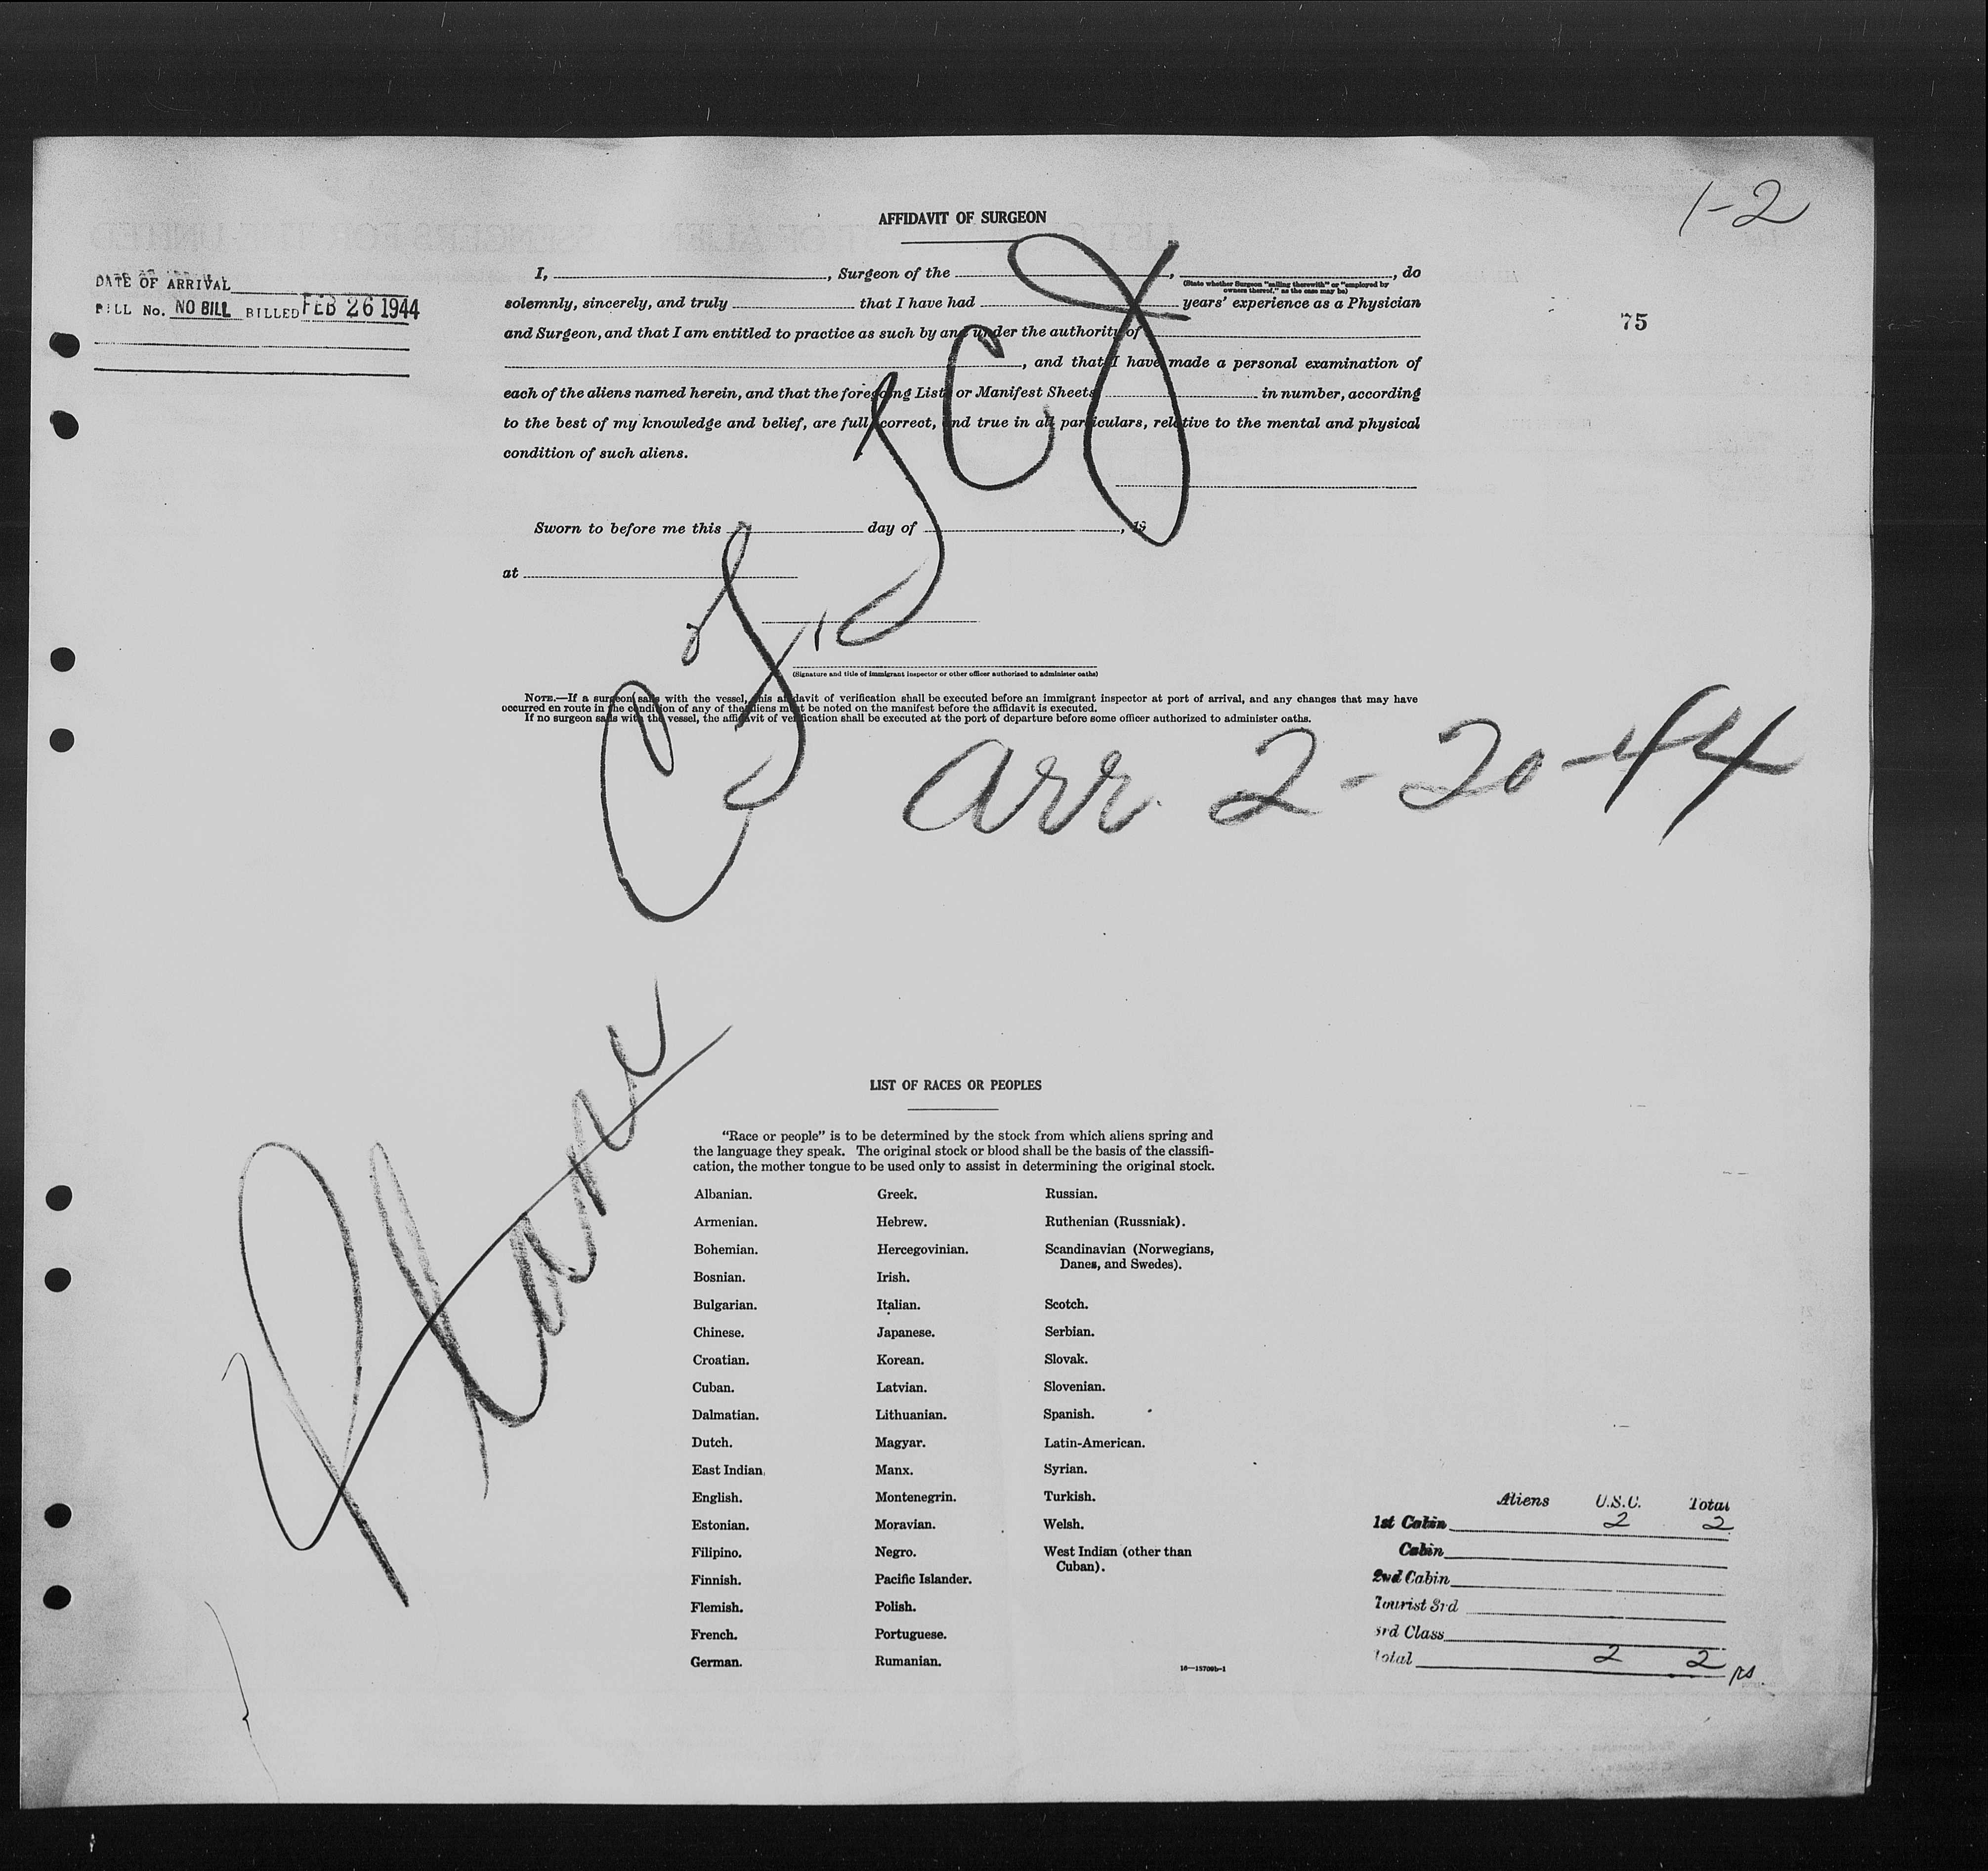 1-2
AFFIDAVIT OF SURGEON
DATE OF ARRIVAL
BILL No. NO BILL BILLED FEB 26 1944
75
I, , Surgeon of the , , do
(State whether Surgeon "sailing therewith" or "employed by
owners thereof," as the case may be)
solemnly, sincerely, and truly that I have had years' experience as a Physician
and Surgeon, and that I am entitled to practice as such by and under the authority of
, and that I have made a personal examination of
each of the aliens named herein, and that the foregoing Lists or Manifest Sheets in number, according
to the best of my knowledge and belief, are full, correct, and true in all particulars, relative to the mental and physical
condition of such aliens.
Sworn to before me this day of , 19
at
(Signature and title of immigrant inspector or other officer authorized to administer oaths)
NOTE.—If a surgeon sails with the vessel, this affidavit of verification shall be executed before an immigrant inspector at port of arrival, and any changes that may have
occurred en route in the condition of any of the aliens must be noted on the manifest before the affidavit is executed.
If no surgeon sails with the vessel, the affidavit of verification shall be executed at the port of departure before some officer authorized to administer oaths.
arr. 2-20-44
Plane
LIST OF RACES OR PEOPLES
"Race or people" is to be determined by the stock from which aliens spring and
the language they speak. The original stock or blood shall be the basis of the classifi-
cation, the mother tongue to be used only to assist in determining the original stock.
Albanian.
Armenian.
Bohemian.
Bosnian.
Bulgarian.
Chinese.
Croatian.
Cuban.
Dalmatian.
Dutch.
East Indian.
English.
Estonian.
Filipino.
Finnish.
Flemish.
French.
German.
Greek.
Hebrew.
Hercegovinian.
Irish.
Italian.
Japanese.
Korean.
Latvian.
Lithuanian.
Magyar.
Manx.
Montenegrin.
Moravian.
Negro.
Pacific Islander.
Polish.
Portuguese.
Rumanian.
Russian.
Ruthenian (Russniak).
Scandinavian (Norwegians,
Danes, and Swedes).
Scotch.
Serbian.
Slovak.
Slovenian.
Spanish.
Latin-American.
Syrian.
Turkish.
Welsh.
West Indian (other than
Cuban).
16—15700b-1
Aliens U.S.C. Total
1st Cabin 2 2
Cabin
2nd Cabin
Tourist 3rd
3rd Class
Total 2 2